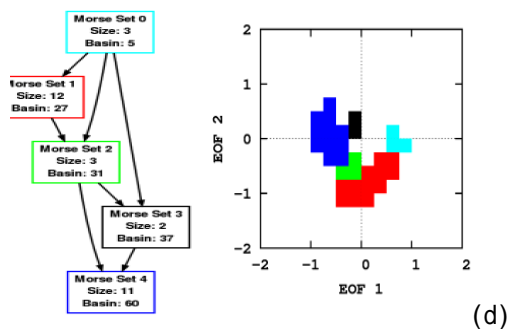 Morse Set 0
Size: 3
Basin: 5
Morse Set 1
Size: 12
Basin: 27
Morse Set 2
Size: 3
Basin: 31
Morse Set 3
Size: 2
Basin: 37
Morse Set 4
Size: 11
Basin: 60
2
1
0
−1
−2
EOF 2
−2 −1 0 1 2
EOF 1
(d)